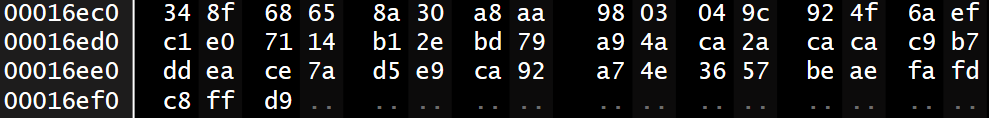 00016ec0 34 8f 68 65 8a 30 a8 aa 98 03 04 9c 92 4f 6a ef
00016ed0 c1 e0 71 14 b1 2e bd 79 a9 4a ca 2a ca ca c9 b7
00016ee0 dd ea ce 7a d5 e9 ca 92 a7 4e 36 57 be ae fa fd
00016ef0 c8 ff d9 .. .. .. .. .. .. .. .. .. .. .. .. ..